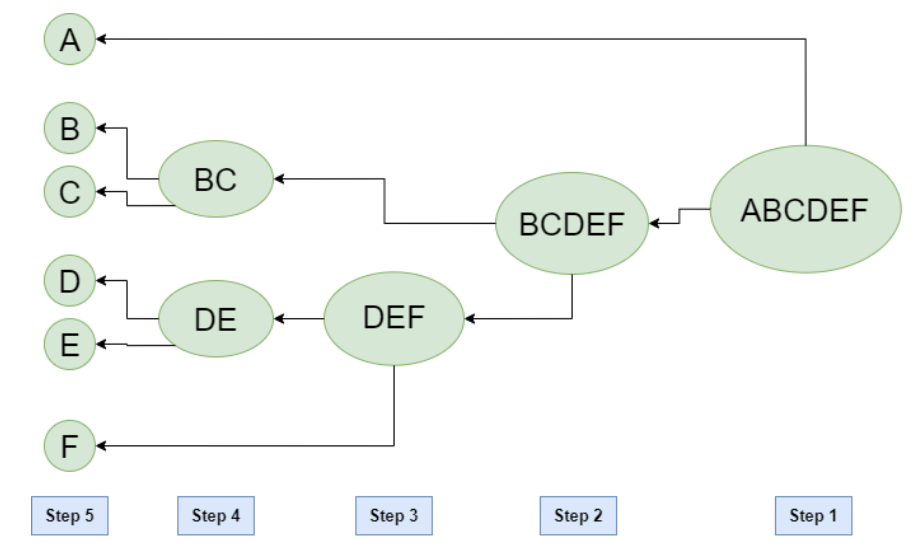 A
B
BC
C
ABCDEF
BCDEF
D
DE
DEF
E
F
Step 5
Step 4
Step 3
Step 2
Step 1